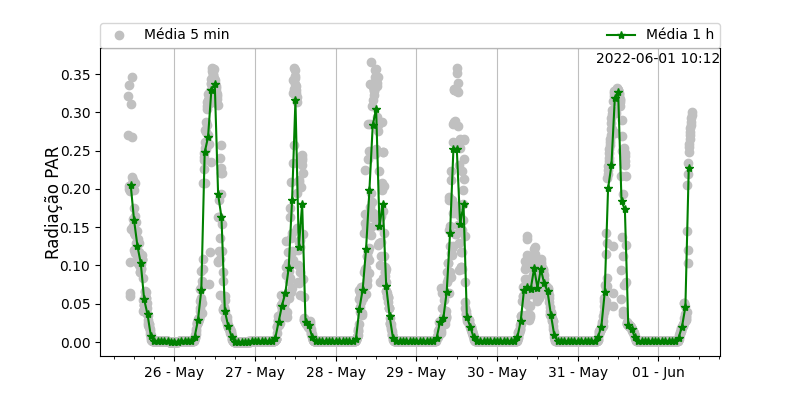 Média 5 min
Média 1 h
2022-06-01 10:12
Radiação PAR
0.35
0.30
0.25
0.20
0.15
0.10
0.05
0.00
26 - May
27 - May
28 - May
29 - May
30 - May
31 - May
01 - Jun